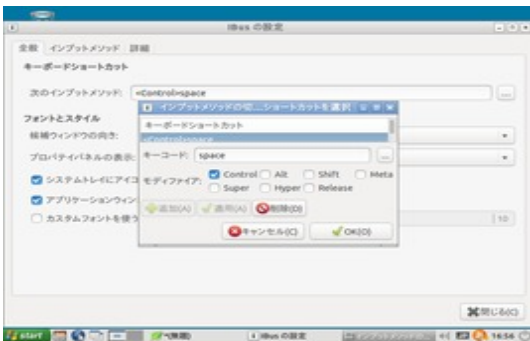 IBus の設定
全般 インプットメソッド 詳細
キーボードショートカット
次のインプットメソッド: <Control>space ...
インプットメソッドの切....ショートカットを選択
フォントとスタイル
キーボードショートカット
候補ウィンドウの向き:
<Control>space
プロパティパネルの表示:
キーコード: space ...
システムトレイにアイコ
モディファイア: Control Alt Shift Meta
Super Hyper Release
アプリケーションウィン
追加(A) 適用(A) 削除(D)
カスタムフォントを使う
10
キャンセル(C) OK(O)
閉じる(C)
start
IBus の設定
16:56